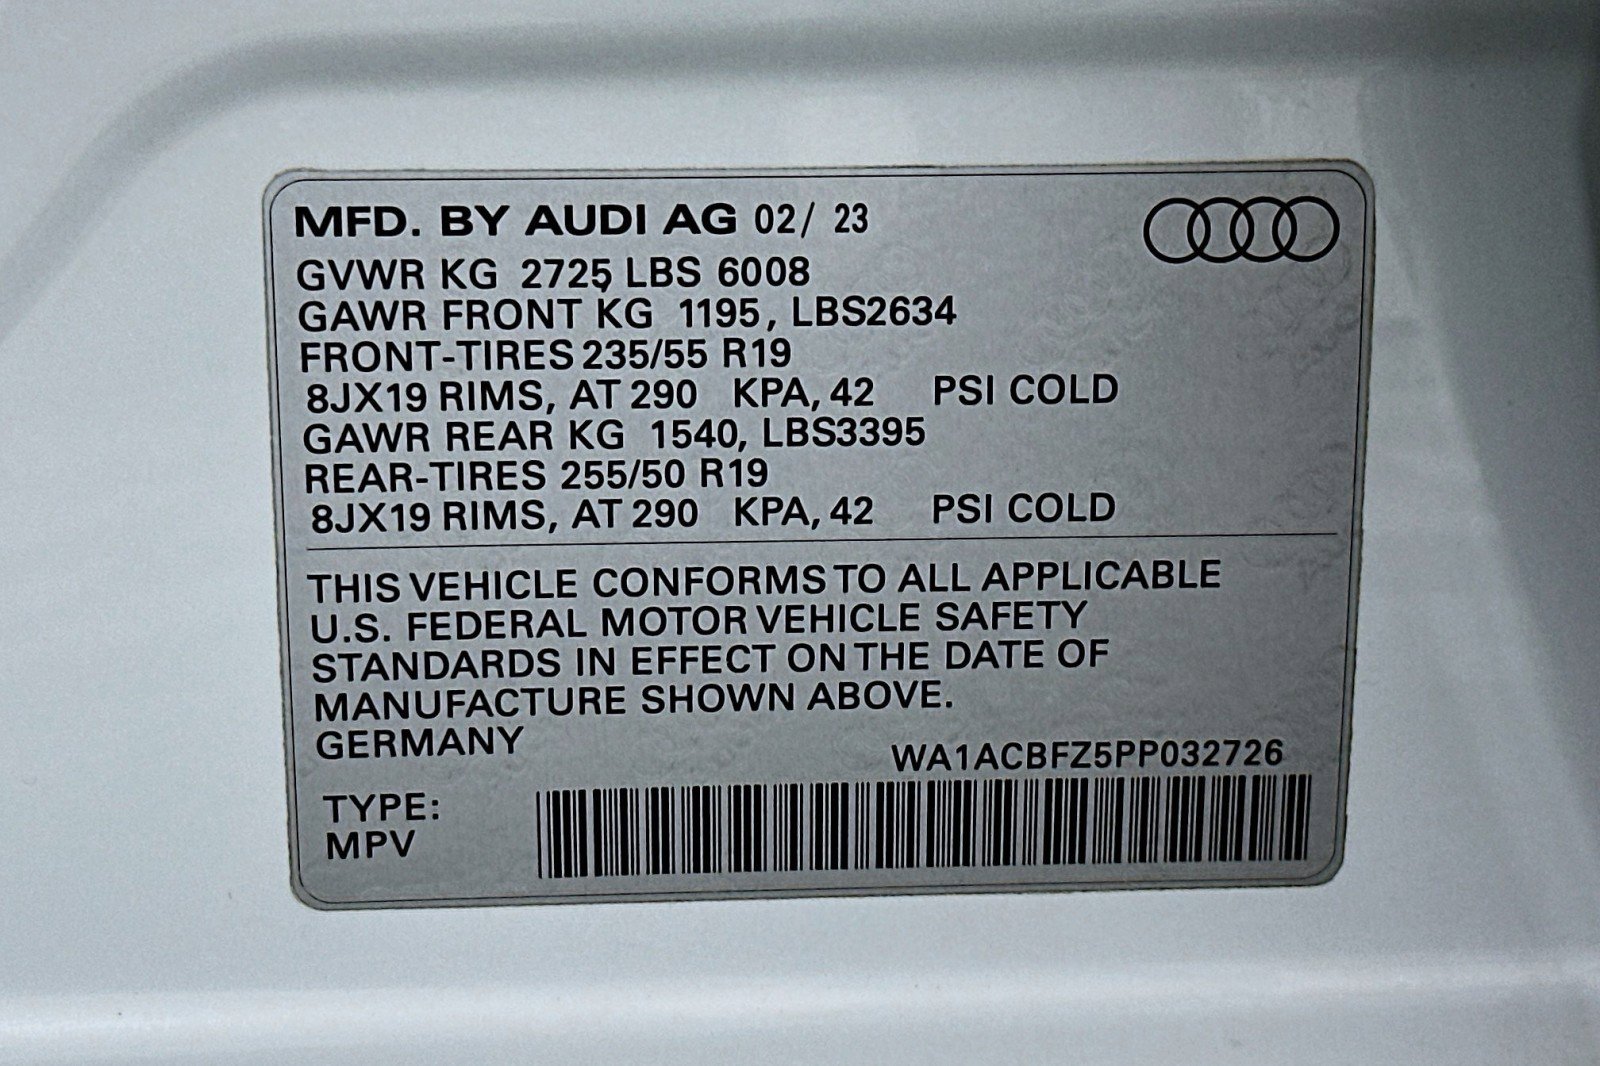 MFD. BY AUDI AG 02/ 23
GVWR KG 2725, LBS 6008
GAWR FRONT KG 1195, LBS2634
FRONT-TIRES 235/55 R19
8JX19 RIMS, AT 290 KPA, 42 PSI COLD
GAWR REAR KG 1540, LBS3395
REAR-TIRES 255/50 R19
8JX19 RIMS, AT 290 KPA, 42 PSI COLD
THIS VEHICLE CONFORMS TO ALL APPLICABLE
U.S. FEDERAL MOTOR VEHICLE SAFETY
STANDARDS IN EFFECT ON THE DATE OF
MANUFACTURE SHOWN ABOVE.
GERMANY
WA1ACBFZ5PP032726
TYPE:
MPV